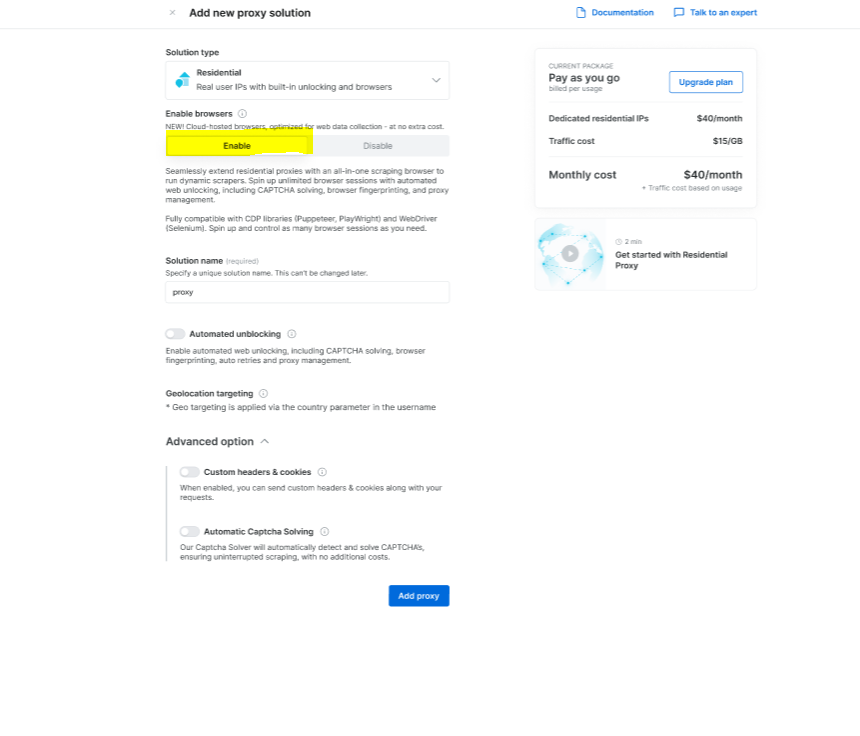 Add new proxy solution
Documentation
Talk to an expert
Solution type
Residential
Real user IPs with built-in unlocking and browsers
Enable browsers
NEW! Cloud-hosted browsers, optimized for web data collection - at no extra cost.
Enable
Disable
Seamlessly extend residential proxies with an all-in-one scraping browser to
run dynamic scrapers. Spin up unlimited browser sessions with automated
web unlocking, including CAPTCHA solving, browser fingerprinting, and proxy
management.
Fully compatible with CDP libraries (Puppeteer, PlayWright) and WebDriver
(Selenium). Spin up and control as many browser sessions as you need.
Solution name (required)
Specify a unique solution name. This can't be changed later.
proxy
Automated unblocking
Enable automated web unlocking, including CAPTCHA solving, browser
fingerprinting, auto retries and proxy management.
Geolocation targeting
* Geo targeting is applied via the country parameter in the username
Advanced option
Custom headers & cookies
When enabled, you can send custom headers & cookies along with your
requests.
Automatic Captcha Solving
Our Captcha Solver will automatically detect and solve CAPTCHA's,
ensuring uninterrupted scraping, with no additional costs.
Add proxy
CURRENT PACKAGE
Pay as you go
billed per usage
Upgrade plan
Dedicated residential IPs $40/month
Traffic cost $15/GB
Monthly cost $40/month
+ Traffic cost based on usage
2 min
Get started with Residential
Proxy